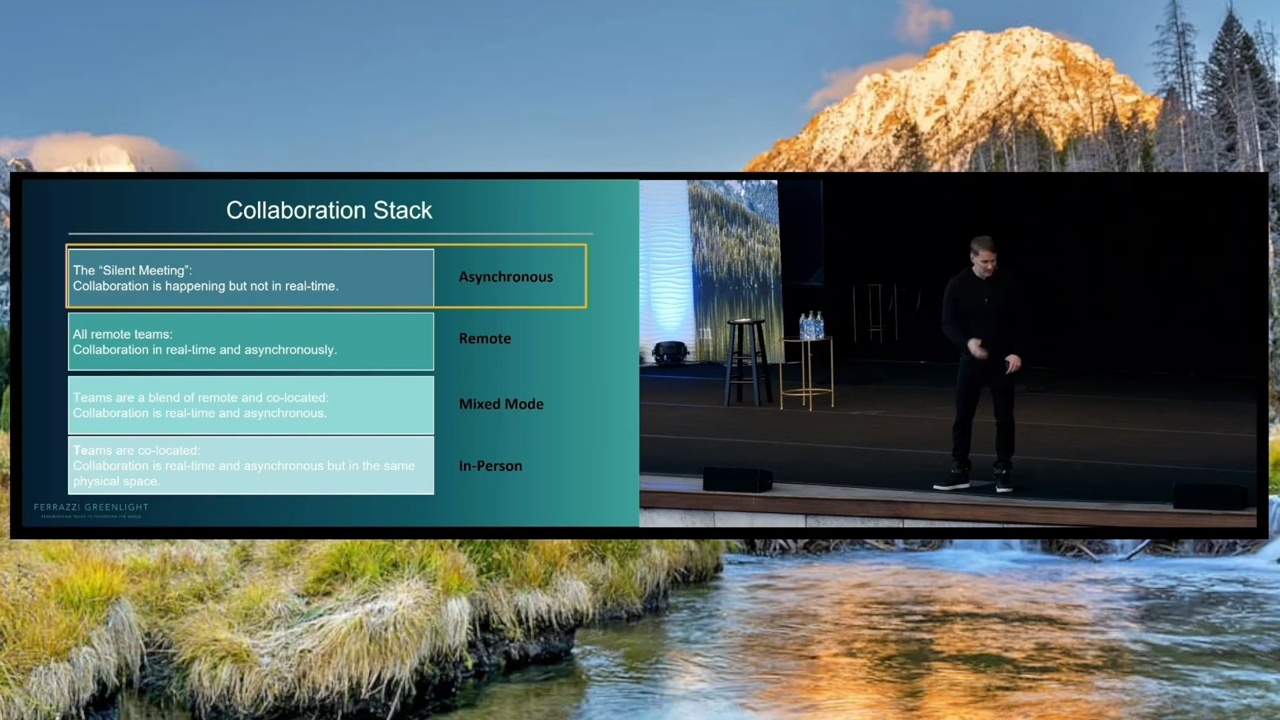 Collaboration Stack
The “Silent Meeting”:
Collaboration is happening but not in real-time.
Asynchronous
All remote teams:
Collaboration in real-time and asynchronously.
Remote
Teams are a blend of remote and co-located:
Collaboration is real-time and asynchronous.
Mixed Mode
Teams are co-located:
Collaboration is real-time and asynchronous but in the same
physical space.
In-Person
FERRAZZI GREENLIGHT